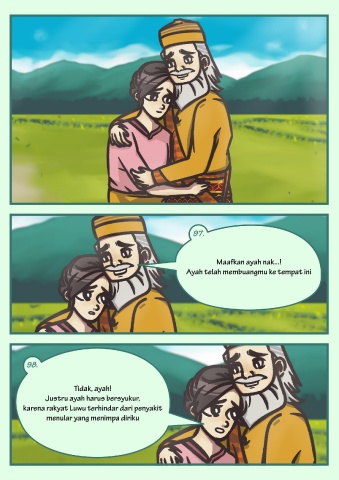 97.
Maafkan ayah nak...!
Ayah telah membuangmu ke tempat ini
98.
Tidak, ayah!
Justru ayah harus bersyukur,
karena rakyat Luwu terhindar dari penyakit
menular yang menimpa diriku